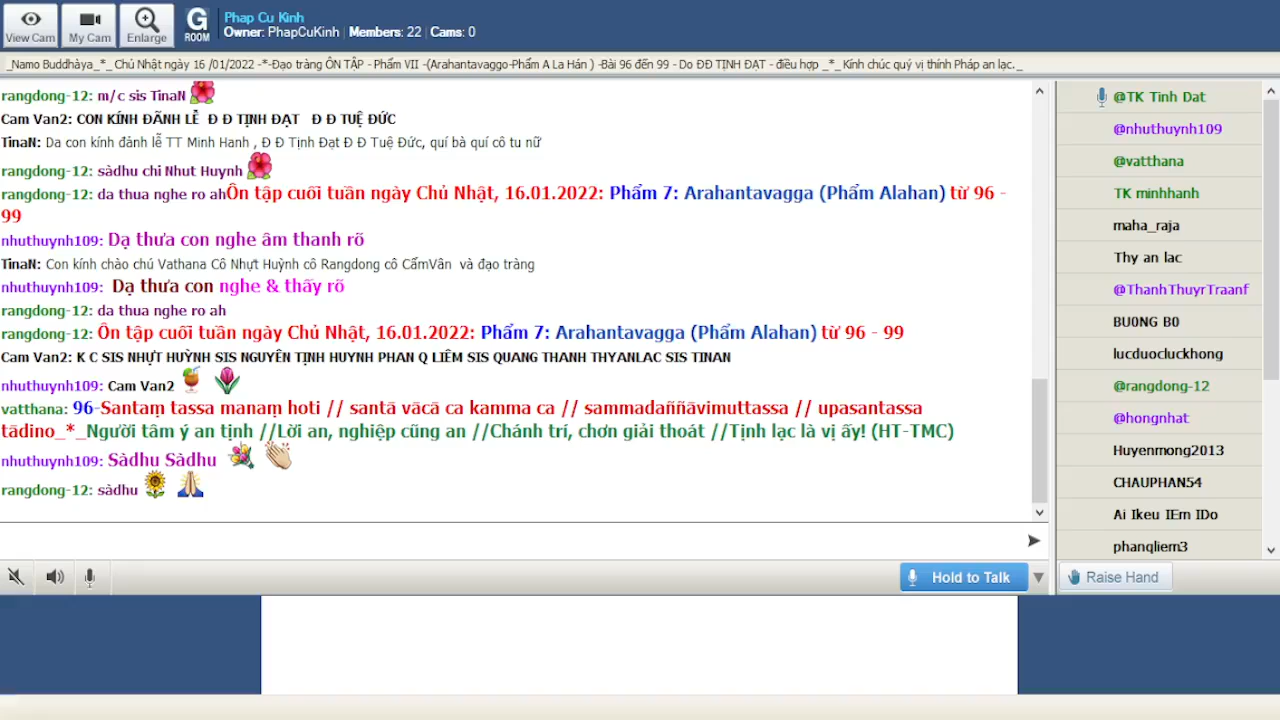 View Cam
My Cam
Enlarge
G
ROOM
Phap Cu Kinh
Owner: PhapCuKinh | Members: 22 | Cams: 0
_Namo Buddhàya_*_ Chủ Nhật ngày 16 /01/2022 -*-Đạo tràng ÔN TẬP - Phẩm VII -(Arahantavaggo-Phẩm A La Hán ) -Bài 96 đến 99 - Do ĐĐ TỊNH ĐẠT - điều hợp _*_ Kính chúc quý vị thính Pháp an lạc._
rangdong-12: m/c sis TinaN
Cam Van2: CON KÍNH ĐÃNH LỄ Đ Đ TỊNH ĐẠT Đ Đ TUỆ ĐỨC
TinaN: Da con kính đảnh lễ TT Minh Hanh , Đ Đ Tịnh Đạt Đ Đ Tuệ Đức, quí bà quí cô tu nữ
rangdong-12: sàdhu chi Nhut Huynh
rangdong-12: da thua nghe ro ahÔn tập cuối tuần ngày Chủ Nhật, 16.01.2022: Phẩm 7: Arahantavagga (Phẩm Alahan) từ 96 -
99
nhuthuynh109: Dạ thưa con nghe âm thanh rõ
TinaN: Con kính chào chú Vathana Cô Nhựt Huỳnh cô Rangdong cô CẩmVân và đạo tràng
nhuthuynh109: Dạ thưa con nghe & thấy rõ
rangdong-12: da thua nghe ro ah
rangdong-12: Ôn tập cuối tuần ngày Chủ Nhật, 16.01.2022: Phẩm 7: Arahantavagga (Phẩm Alahan) từ 96 - 99
Cam Van2: K C SIS NHỰT HUỲNH SIS NGUYÊN TỊNH HUYNH PHAN Q LIÊM SIS QUANG THANH THYANLAC SIS TINAN
nhuthuynh109: Cam Van2
vatthana: 96-Santaṃ tassa manaṃ hoti // santā vācā ca kamma ca // sammadaññāvimuttassa // upasantassa
tādino_*_Người tâm ý an tịnh //Lời an, nghiệp cũng an //Chánh trí, chơn giải thoát //Tịnh lạc là vị ấy! (HT-TMC)
nhuthuynh109: Sàdhu Sàdhu
rangdong-12: sàdhu
Hold to Talk
@TK Tinh Dat
@nhuthuynh109
@vatthana
TK minhhanh
maha_raja
Thy an lac
@ThanhThuyrTraanf
BU0NG B0
lucduocluckhong
@rangdong-12
@hongnhat
Huyenmong2013
CHAUPHAN54
Ai Ikeu IEm IDo
phanqliem3
Raise Hand